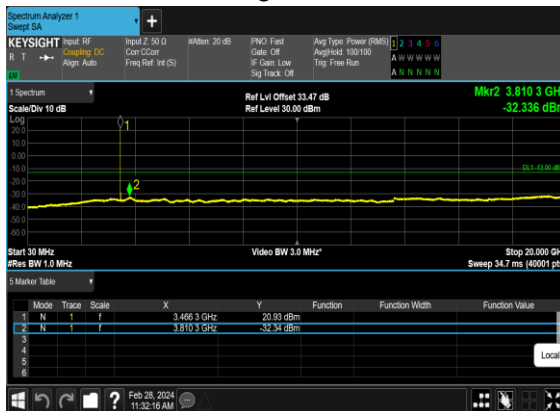 Spectrum Analyzer 1
Swept SA
KEYSIGHT Input: RF Input Z: 50 Ω #Atten: 20 dB PNO: Fast Avg Type: Power (RMS) 1 2 3 4 5 6
R T Coupling: DC Corr CCorr Gate: Off Avg|Hold: 100/100 A W W W W W
Align: Auto Freq Ref: Int (S) IF Gain: Low Trig: Free Run
LW Sig Track: Off A N N N N N
1 Spectrum Ref Lvl Offset 33.47 dB Mkr2 3.810 3 GH
Scale/Div 10 dB Ref Level 30.00 dBm -32.336 dB
Log
20.0 1
10.0
0.00
-10.0 DL1 -13.00 dB
-20.0
-30.0 2
-40.0
-50.0
-60.0
Start 30 MHz Video BW 3.0 MHz* Stop 20.000 GH
#Res BW 1.0 MHz Sweep 34.7 ms (40001 pt
5 Marker Table
Mode Trace Scale X Y Function Function Width Function Value
1 N 1 f 3.466 3 GHz 20.93 dBm
2 N 1 f 3.810 3 GHz -32.34 dBm
3
4
5
6
Local
? Feb 28, 2024
11:32:16 AM